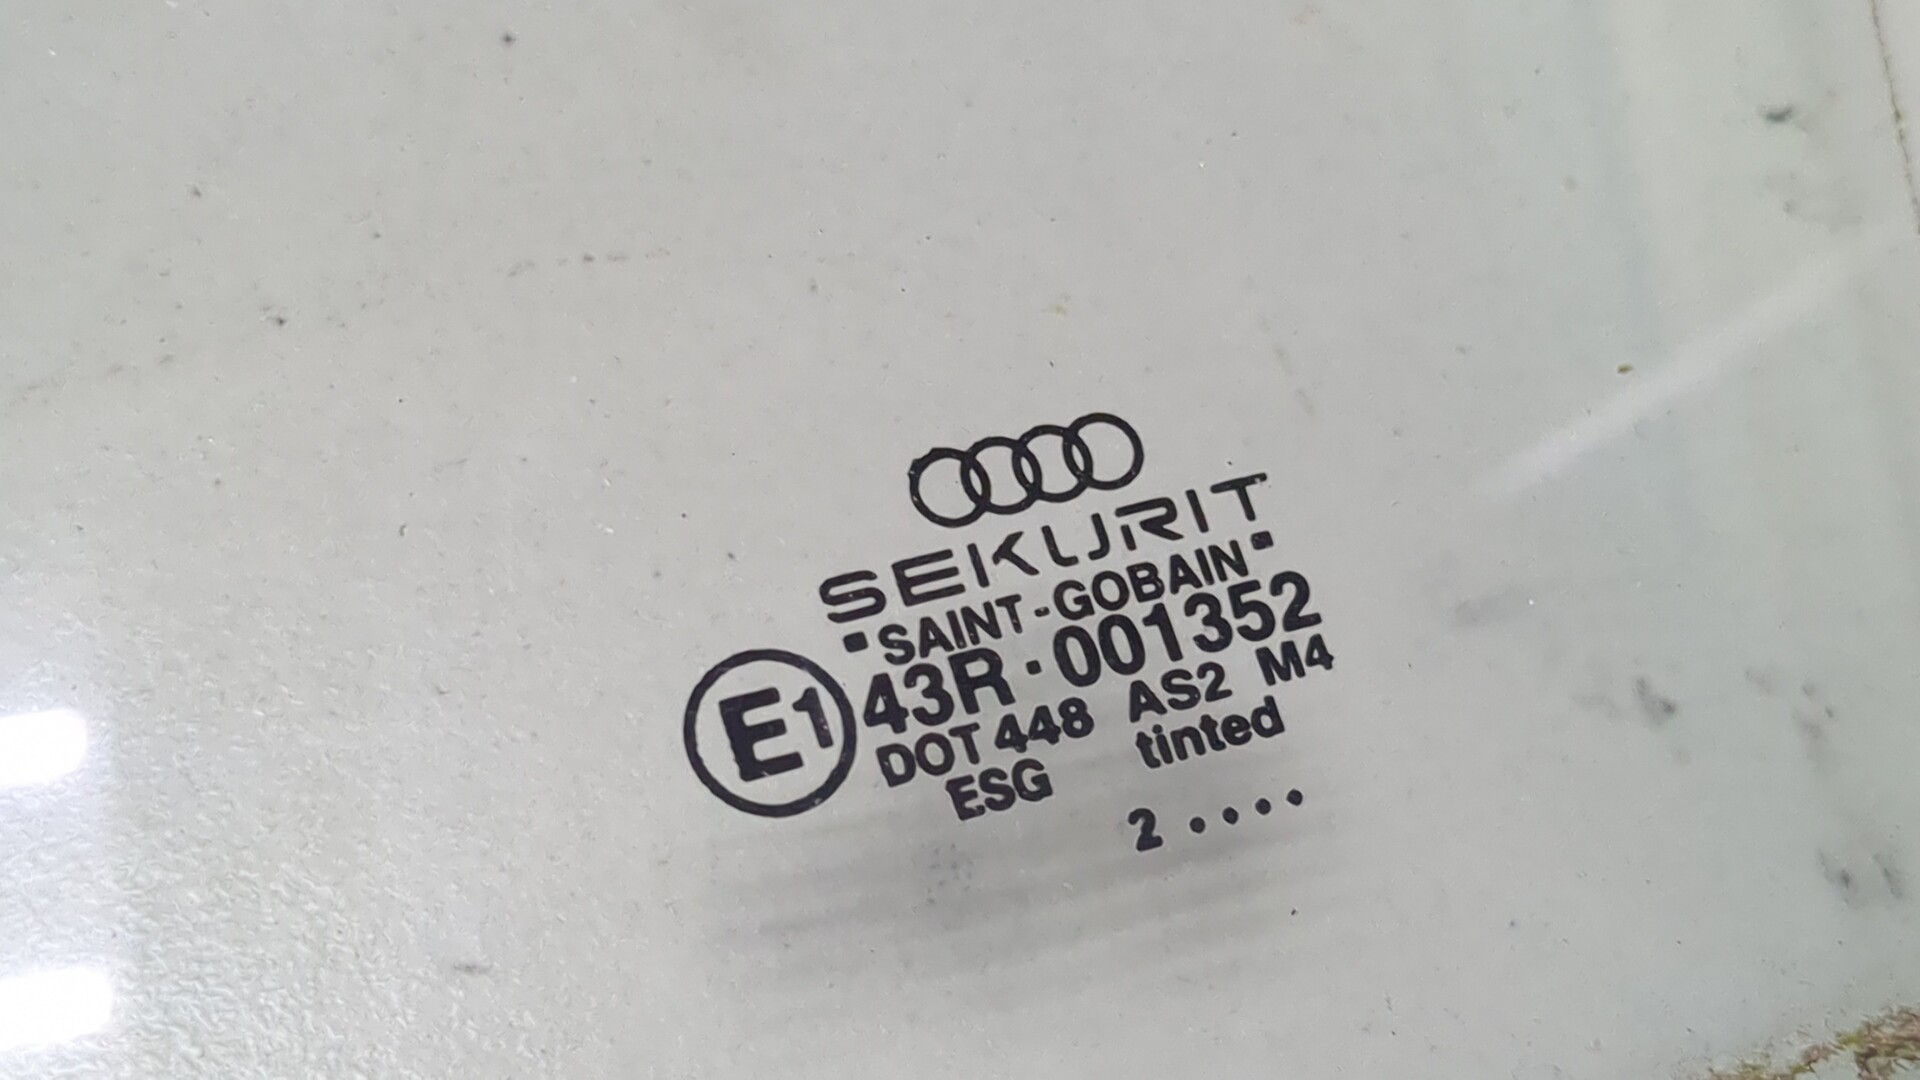 SEKURIT
▪SAINT-GOBAIN▪
E1 43R·001352
DOT 448 AS2 M4
ESG tinted
2 ••••